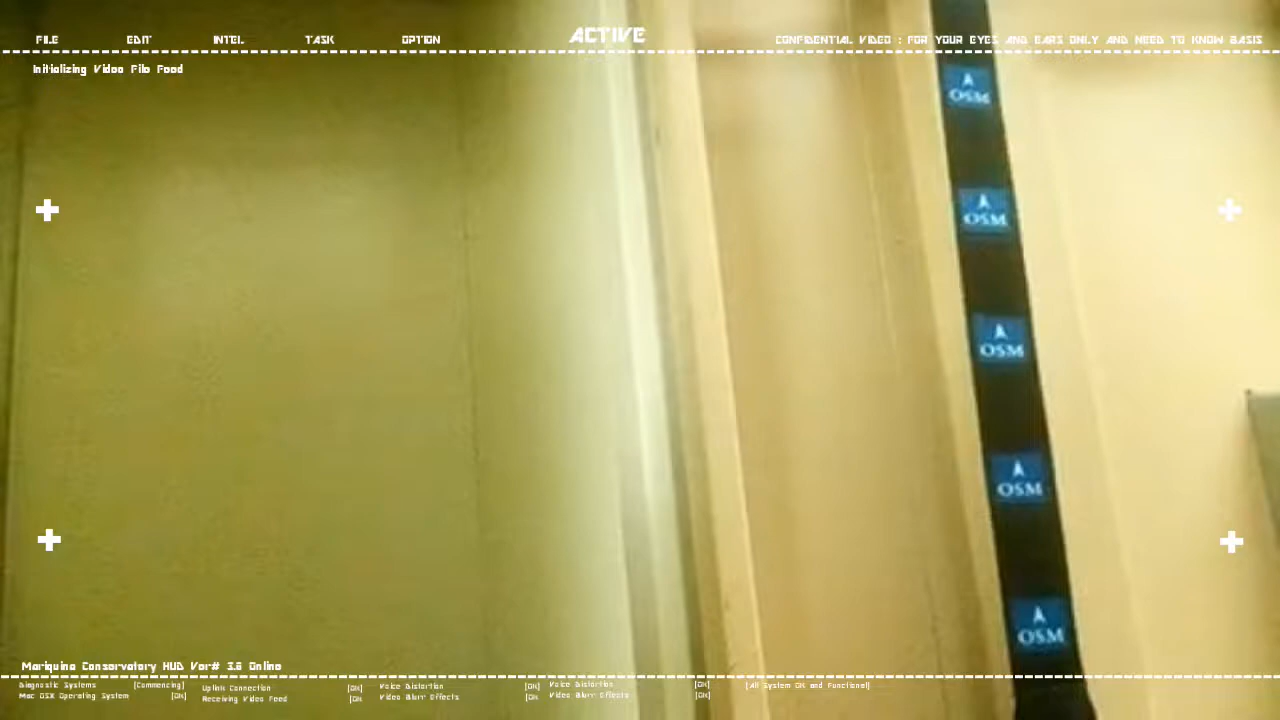 FILE EDIT INTEL TASK OPTION ACTIVE CONFIDENTIAL VIDEO : FOR YOUR EYES AND EARS ONLY AND NEED TO KNOW BASIS
Initializing Video File Feed
OSM
OSM
OSM
OSM
OSM
Mariquina Conservatory HUD Ver# 3.6 Online
Diagnostic Systems [Commencing] Uplink Connection [OK] Voice Distortion [OK] Voice Distortion [OK] [All System OK and Functional]
Mac OSX Operating System [OK] Receiving Video Feed [OK Video Blurr Effects [OK Video Blurr Effects [OK]